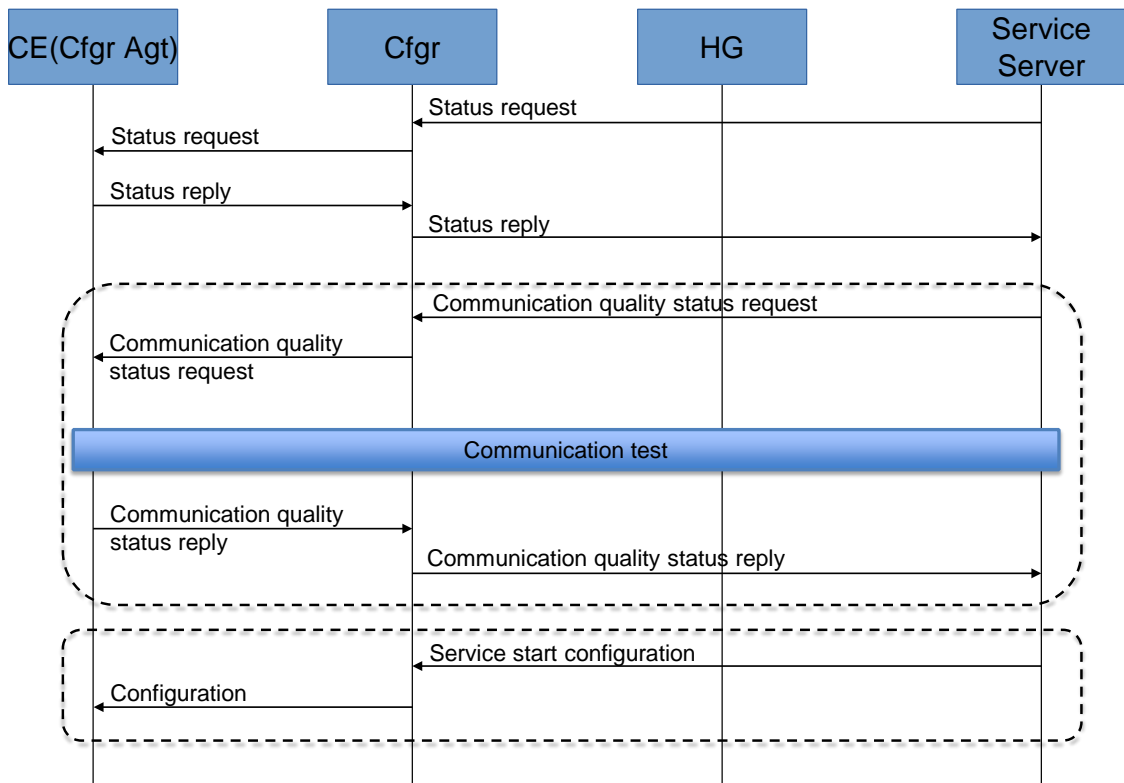 CE(Cfgr Agt)
Cfgr
HG
Service
Server
Status request
Status request
Status reply
Status reply
Communication quality status request
Communication quality
status request
Communication test
Communication quality
status reply
Communication quality status reply
Service start configuration
Configuration